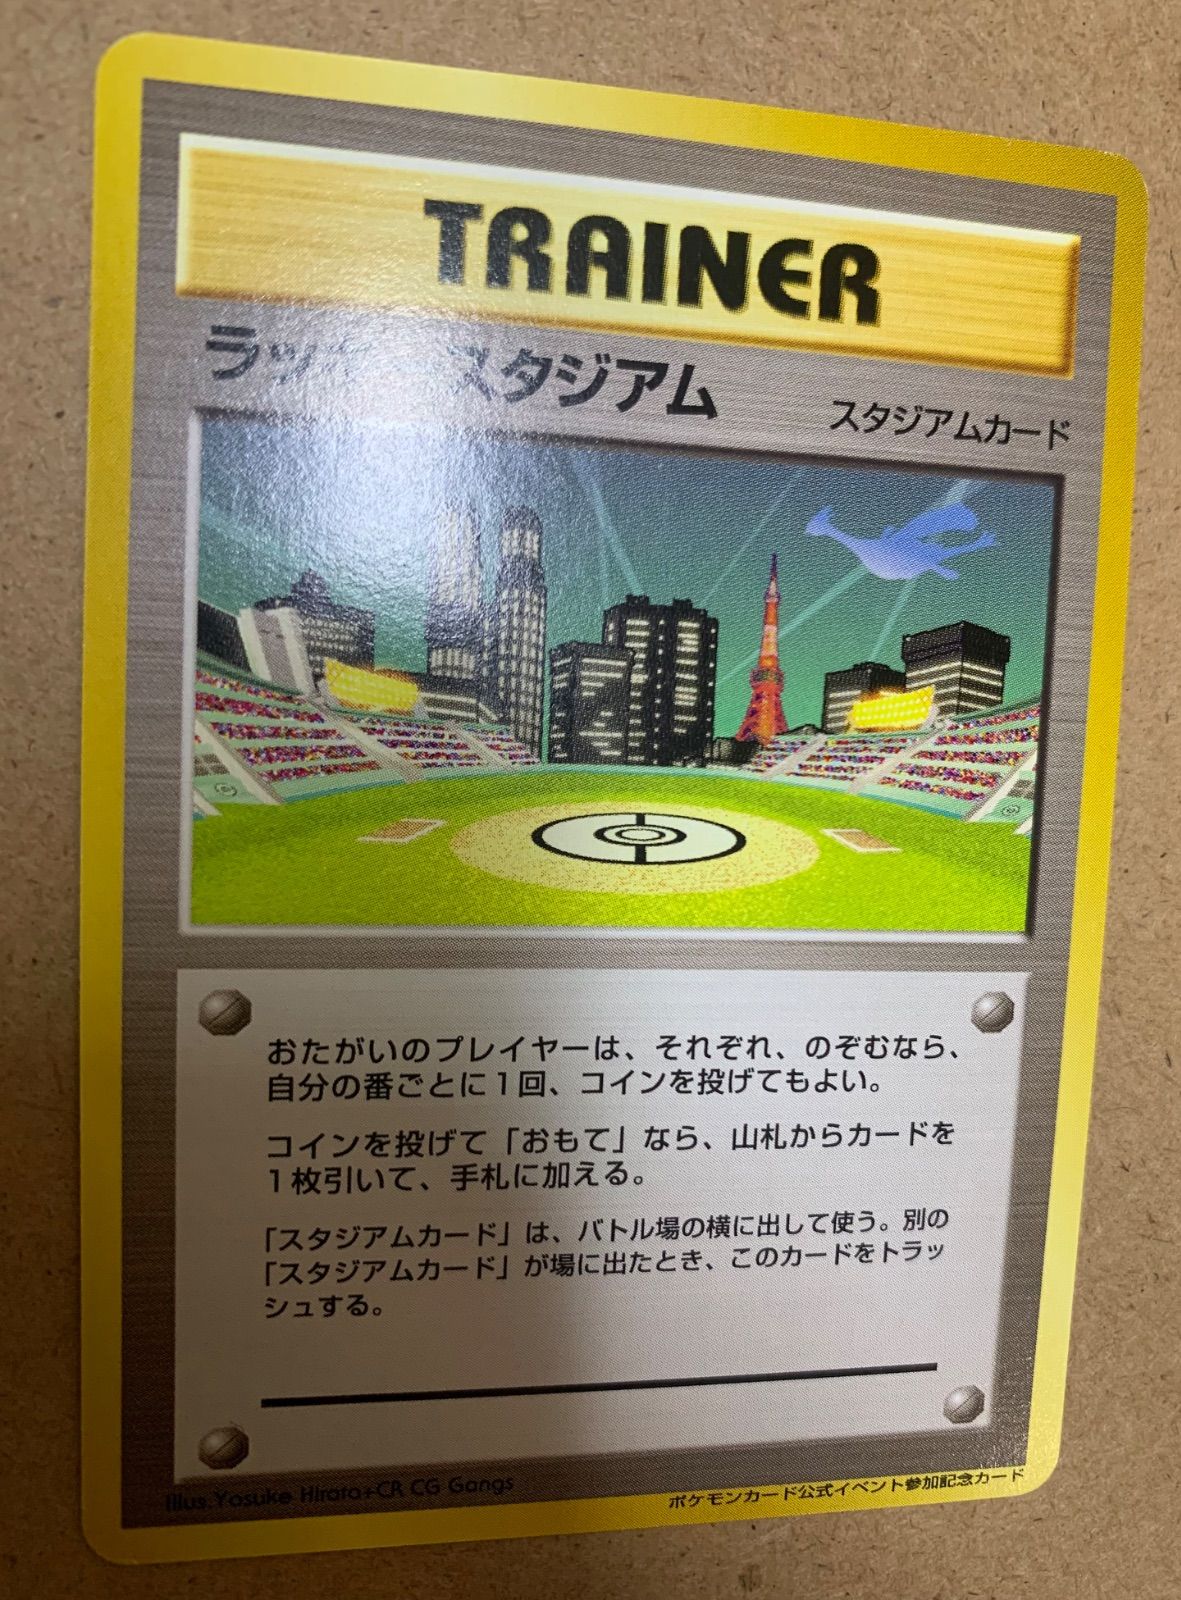 TRAINER
ラッキースタジアム
スタジアムカード
おたがいのプレイヤーは、それぞれ、のぞむなら、
自分の番ごとに1回、コインを投げてもよい。
コインを投げて「おもて」なら、山札からカードを
1枚引いて、手札に加える。
「スタジアムカード」は、バトル場の横に出して使う。別の
「スタジアムカード」が場に出たとき、このカードをトラッ
シュする。
Illus.Yosuke Hirata+CR CG Gangs
ポケモンカード公式イベント参加記念カード